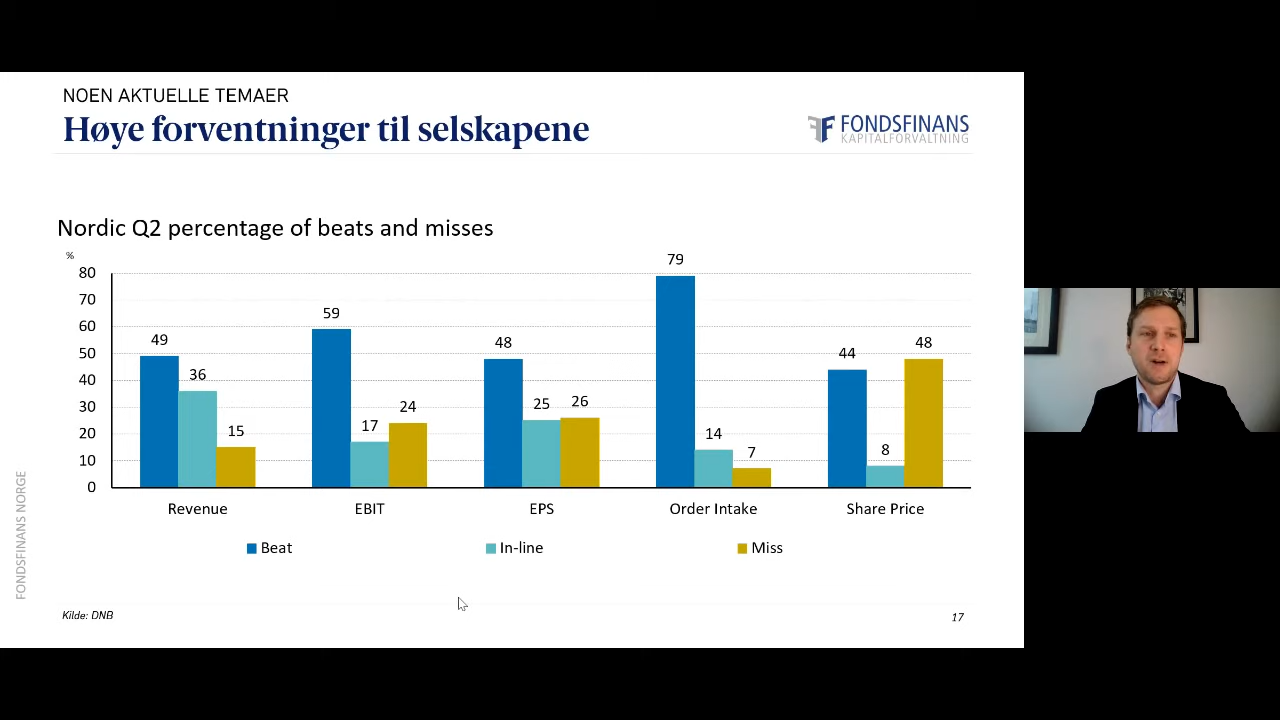 NOEN AKTUELLE TEMAER
Høye forventninger til selskapene
FONDSFINANS
KAPITALFORVALTNING
Nordic Q2 percentage of beats and misses
%
80
70
60
50
40
30
20
10
0
49
36
15
59
17
24
48
25
26
79
14
7
44
8
48
Revenue
EBIT
EPS
Order Intake
Share Price
Beat
In-line
Miss
FONDSFINANS NORGE
Kilde: DNB
17